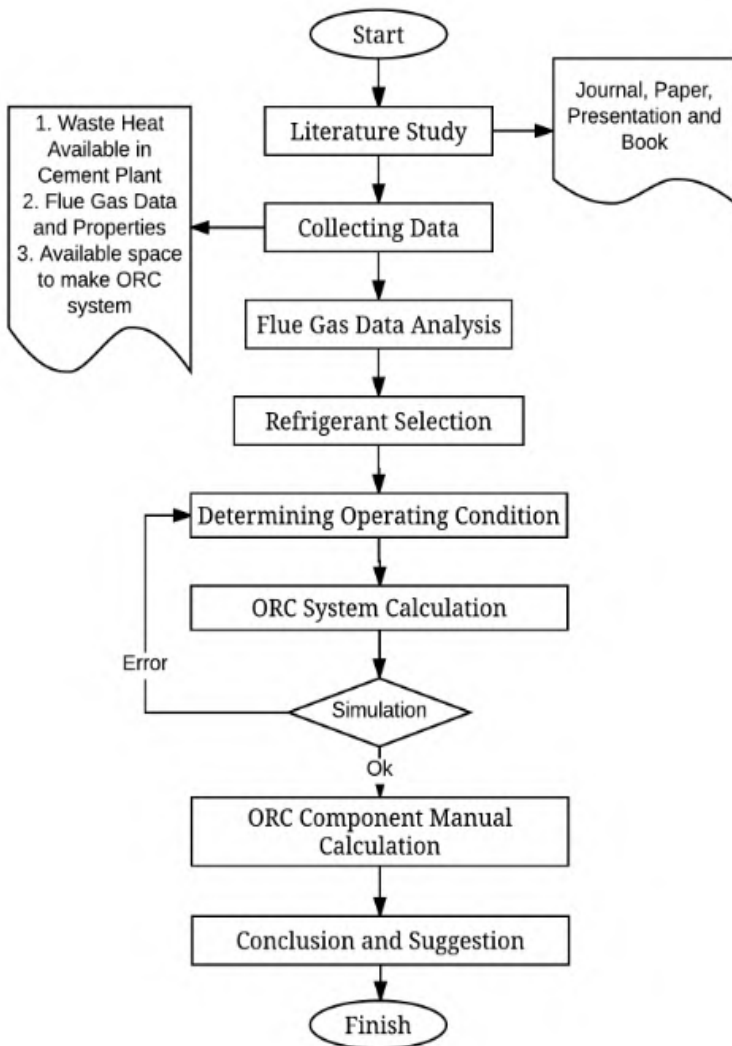 Start
Literature Study
Journal, Paper,
Presentation and
Book
1. Waste Heat
Available in
Cement Plant
2. Flue Gas Data
and Properties
3. Available space
to make ORC
system
Collecting Data
Flue Gas Data Analysis
Refrigerant Selection
Determining Operating Condition
ORC System Calculation
Error
Simulation
Ok
ORC Component Manual
Calculation
Conclusion and Suggestion
Finish